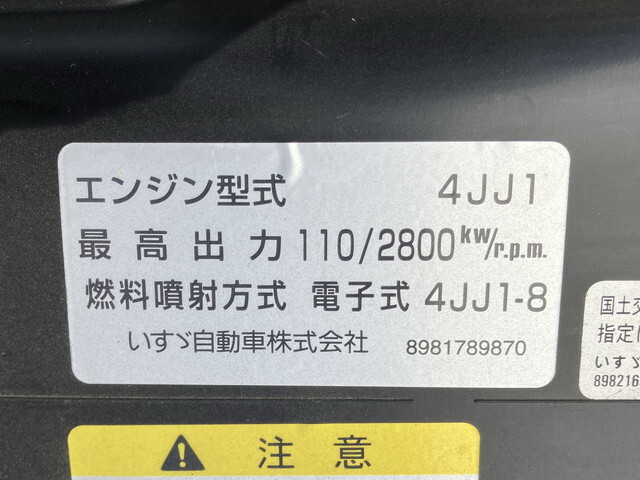 エンジン型式 4JJ1
最高出力 110/2800kw/r.p.m.
燃料噴射方式 電子式 4JJ1-8
いすゞ自動車株式会社 8981789870
国土交
指定
いすゞ
898216
注意